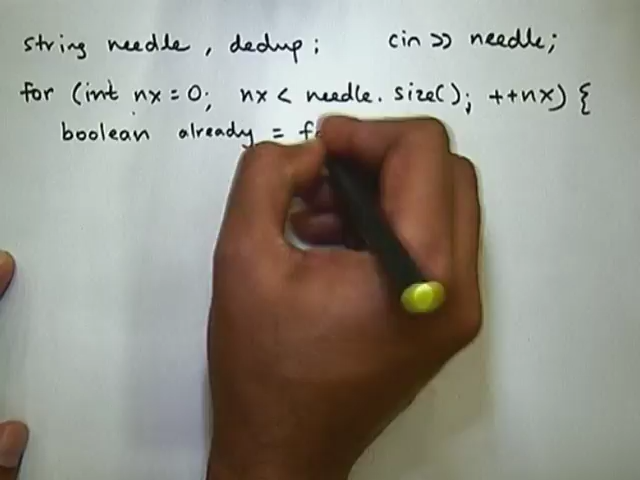 string needle, dedup; cin >> needle;
for (int nx = 0; nx < needle.size(); ++nx) {
boolean already = f